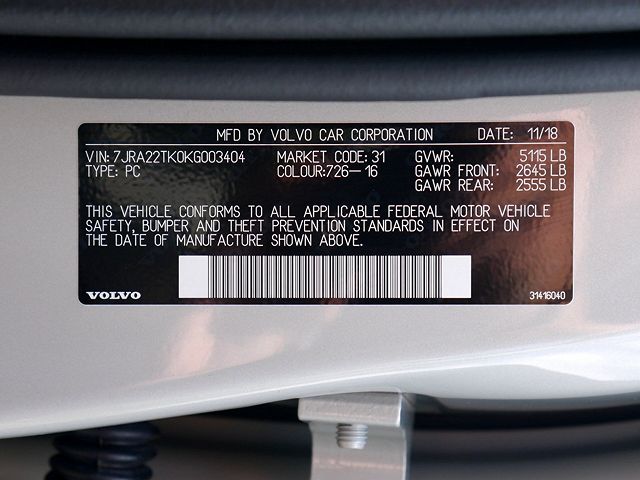 MFD BY VOLVO CAR CORPORATION DATE: 11/18
VIN: 7JRA22TK0KG003404 MARKET CODE: 31 GVWR: 5115 LB
TYPE: PC COLOUR:726-16 GAWR FRONT: 2645 LB
GAWR REAR: 2555 LB
THIS VEHICLE CONFORMS TO ALL APPLICABLE FEDERAL MOTOR VEHICLE
SAFETY, BUMPER AND THEFT PREVENTION STANDARDS IN EFFECT ON
THE DATE OF MANUFACTURE SHOWN ABOVE.
VOLVO 31416040